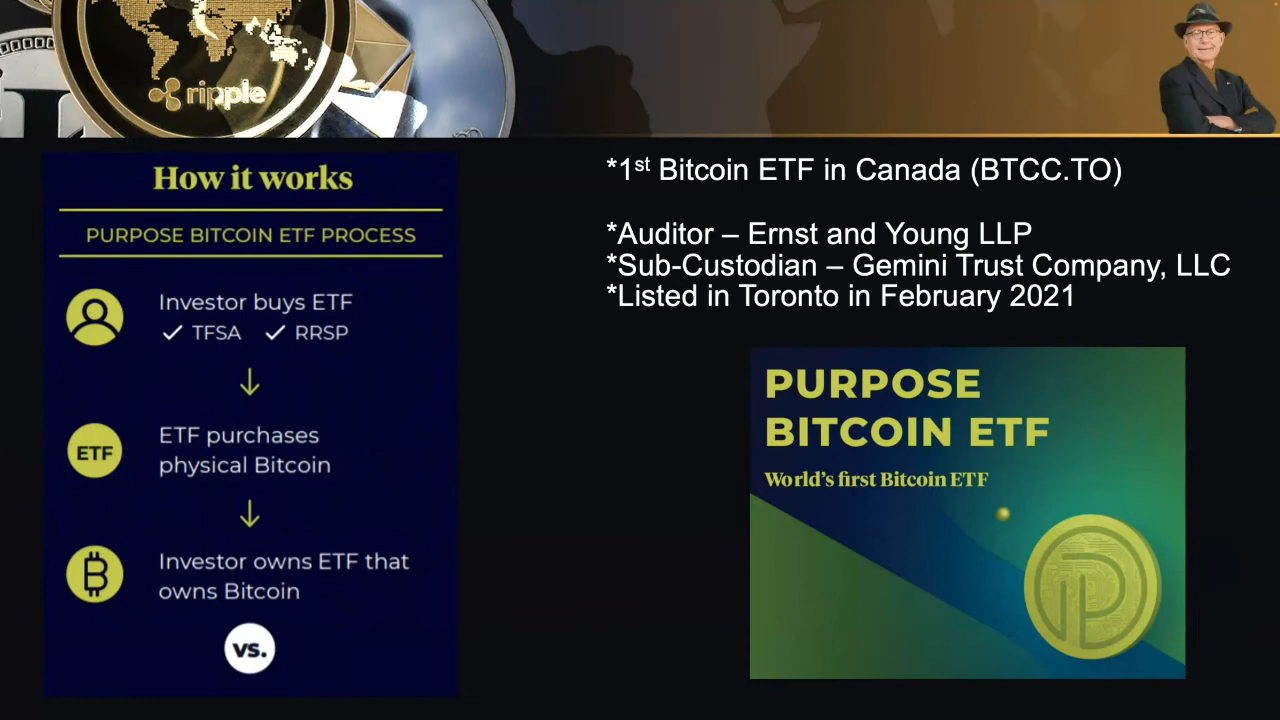 ripple
How it works
PURPOSE BITCOIN ETF PROCESS
Investor buys ETF
✓ TFSA ✓ RRSP
ETF
ETF purchases
physical Bitcoin
Investor owns ETF that
owns Bitcoin
vs.
*1st Bitcoin ETF in Canada (BTCC.TO)
*Auditor – Ernst and Young LLP
*Sub-Custodian – Gemini Trust Company, LLC
*Listed in Toronto in February 2021
PURPOSE
BITCOIN ETF
World's first Bitcoin ETF